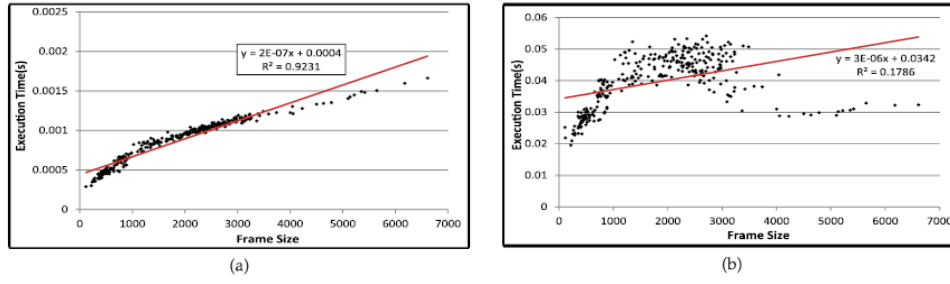 0.0025
0.002
0.0015
0.001
0.0005
0
Execution Time(s)
y = 2E-07x + 0.0004
R² = 0.9231
0 1000 2000 3000 4000 5000 6000 7000
Frame Size
(a)
0.06
0.05
0.04
0.03
0.02
0.01
0
Execution Time(s)
y = 3E-06x + 0.0342
R² = 0.1786
0 1000 2000 3000 4000 5000 6000 7000
Frame Size
(b)